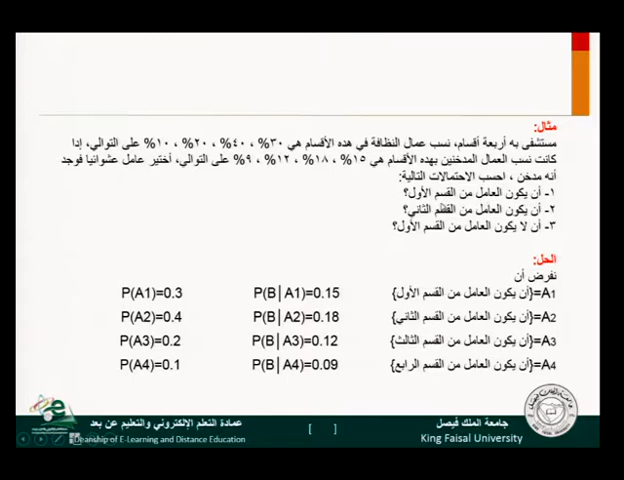 مثال:
مستشفى به أربعة أقسام، نسب عمال النظافة في هذه الأقسام هي ٣٠% ، ٤٠% ، ٢٠% ، ١٠% على التوالي، إذا
كانت نسب العمال المدخنين بهذه الأقسام هي ١٥% ، ١٨% ، ١٢% ، ٩% على التوالي، أختير عامل عشوائيا فوجد
أنه مدخن ، احسب الاحتمالات التالية:
١- أن يكون العامل من القسم الأول؟
٢- أن يكون العامل من القسم الثاني؟
٣- أن لا يكون العامل من القسم الأول؟
الحل:
نفرض أن
A1={أن يكون العامل من القسم الأول} P(B|A1)=0.15 P(A1)=0.3
A2={أن يكون العامل من القسم الثاني} P(B|A2)=0.18 P(A2)=0.4
A3={أن يكون العامل من القسم الثالث} P(B|A3)=0.12 P(A3)=0.2
A4={أن يكون العامل من القسم الرابع} P(B|A4)=0.09 P(A4)=0.1
جامعة الملك فيصل [ ] عمادة التعلم الإلكتروني والتعليم عن بعد
King Faisal University Deanship of E-Learning and Distance Education